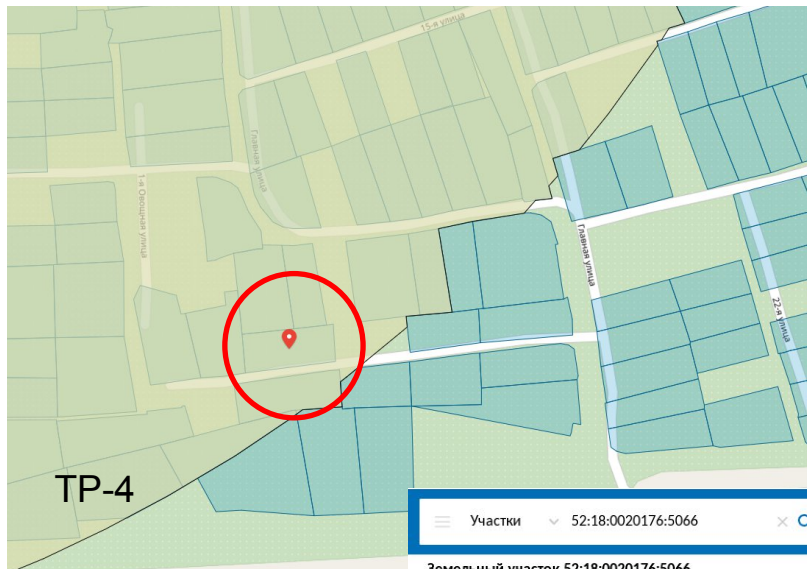 15-я улица
Главная улица
1-я Овощная улица
Главная улица
22-я улица
ТР-4
Участки 52:18:0020176:5066
Земельный участок 52:18:0020176:5066